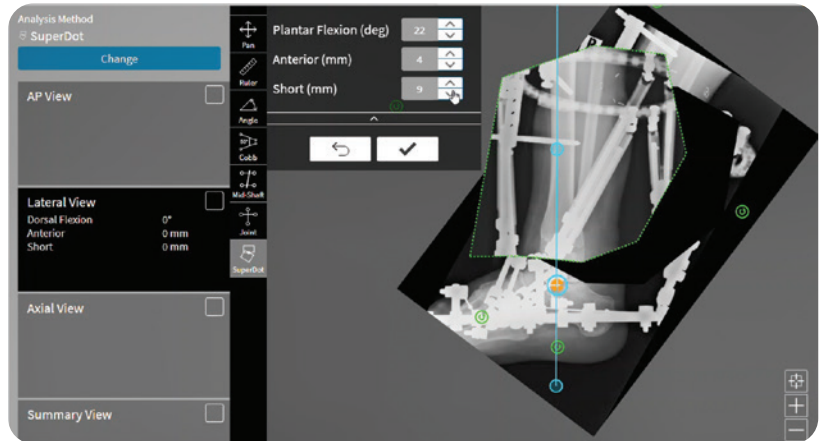 Analysis Method
SuperDot
Change
AP View
Lateral View
Dorsal Flexion 0°
Anterior 0 mm
Short 0 mm
Axial View
Summary View
Pan
Ruler
Angle
Cobb
Mid-Shaft
Joint
SuperDot
Plantar Flexion (deg) 22
Anterior (mm) 4
Short (mm) 9